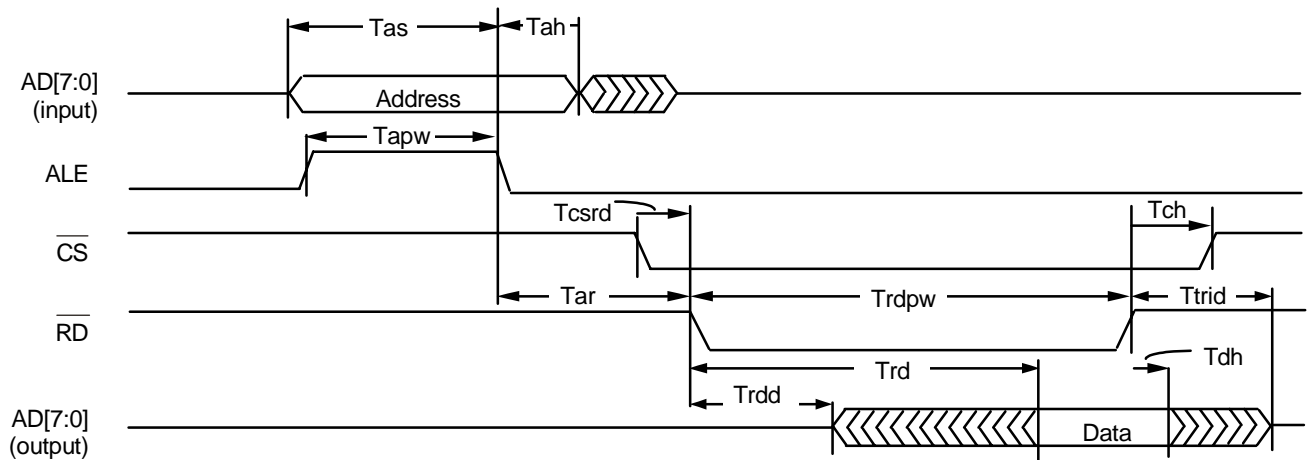 Tas
Tah
AD[7:0]
(input)
Address
Tapw
ALE
Tcsrd
Tch
CS
Tar
Trdpw
Ttrid
RD
Trd
Tdh
Trdd
AD[7:0]
(output)
Data